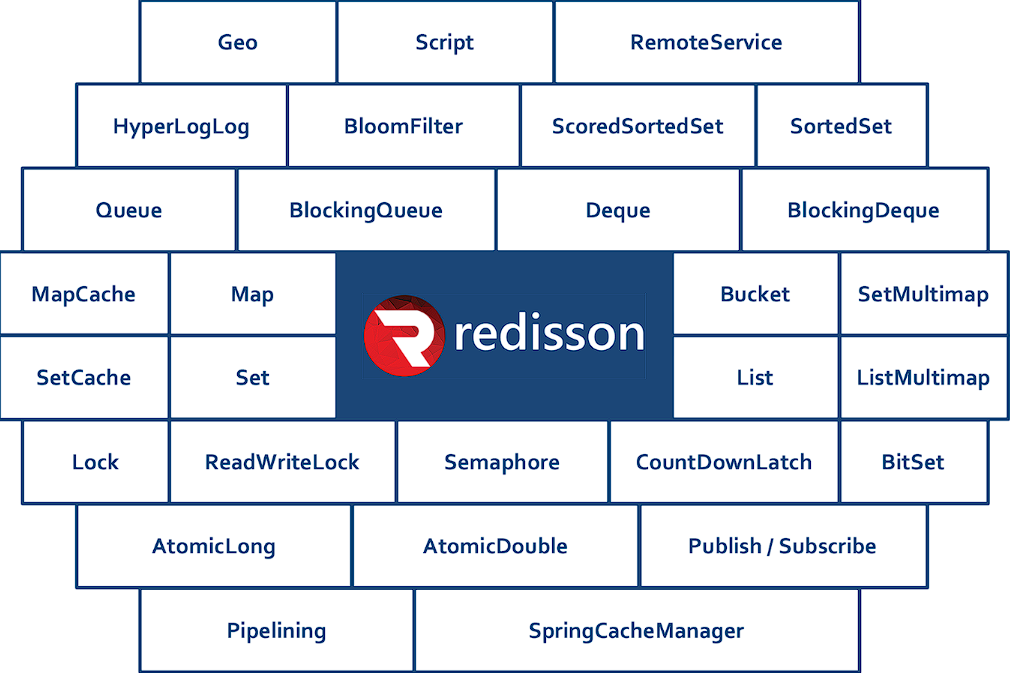 Geo
Script
RemoteService
HyperLogLog
BloomFilter
ScoredSortedSet
SortedSet
Queue
BlockingQueue
Deque
BlockingDeque
MapCache
Map
redisson
Bucket
SetMultimap
SetCache
Set
List
ListMultimap
Lock
ReadWriteLock
Semaphore
CountDownLatch
BitSet
AtomicLong
AtomicDouble
Publish / Subscribe
Pipelining
SpringCacheManager